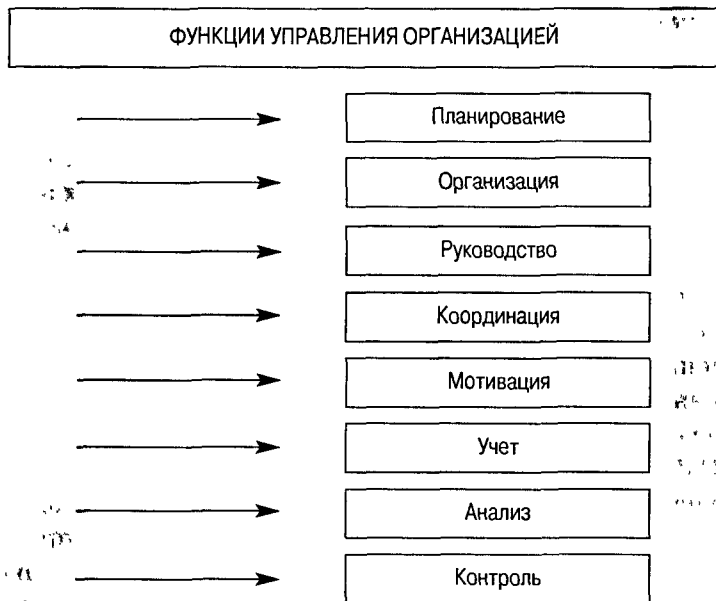 ФУНКЦИИ УПРАВЛЕНИЯ ОРГАНИЗАЦИЕЙ
Планирование
Организация
Руководство
Координация
Мотивация
Учет
Анализ
Контроль